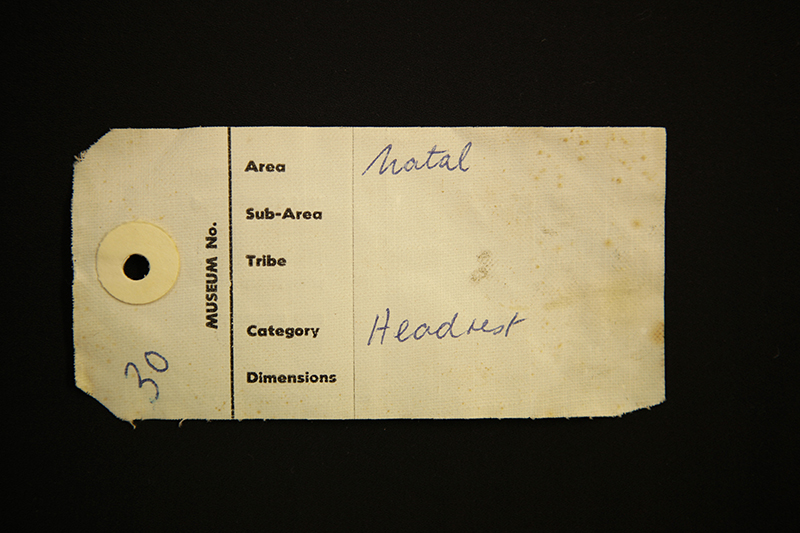 MUSEUM No.
30
Area Natal
Sub-Area
Tribe
Category Headrest
Dimensions